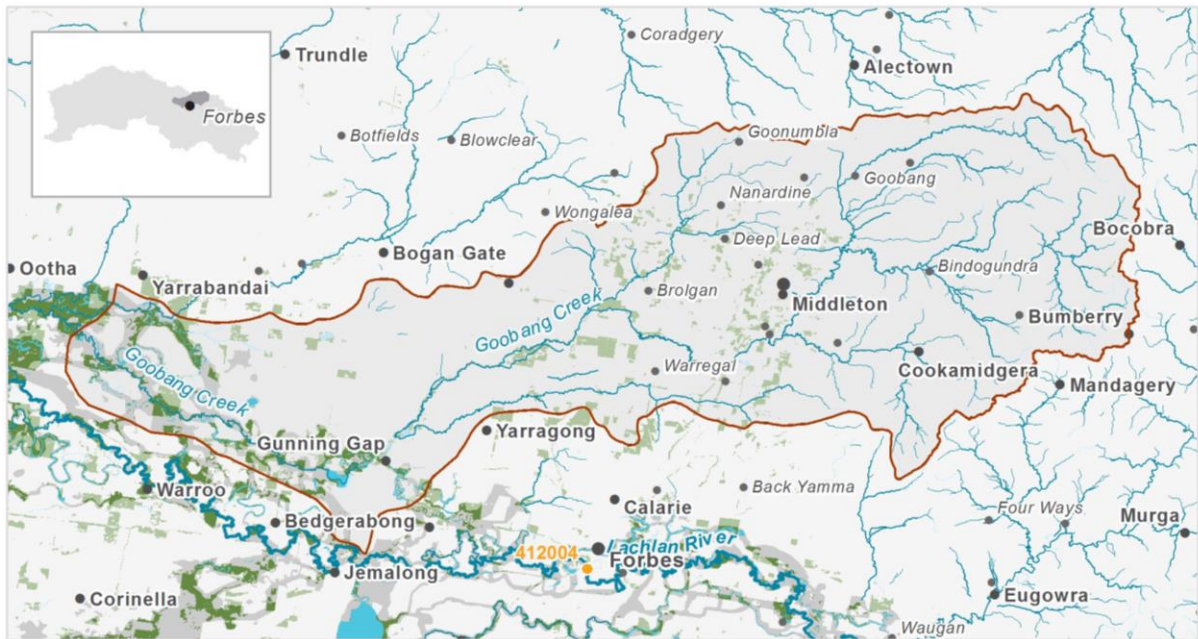 Coradgery
Trundle
Alectown
Forbes
Botfields
Blowclear
Goonumbla
Goobang
Nanardine
Wongalea
Deep Lead
Bocobra
Bogan Gate
Ootha
Yarrabandai
Bindogundra
Brolgan
Middleton
Goobang Creek
Bumberry
Goobang Creek
Warregal
Cookamidgera
Mandagery
Gunning Gap
Yarragong
Warroo
Back Yamma
Calarie
Four Ways
Murga
Bedgerabong
412004
Lachlan River
Forbes
Jemalong
Corinella
Eugowra
Waugan